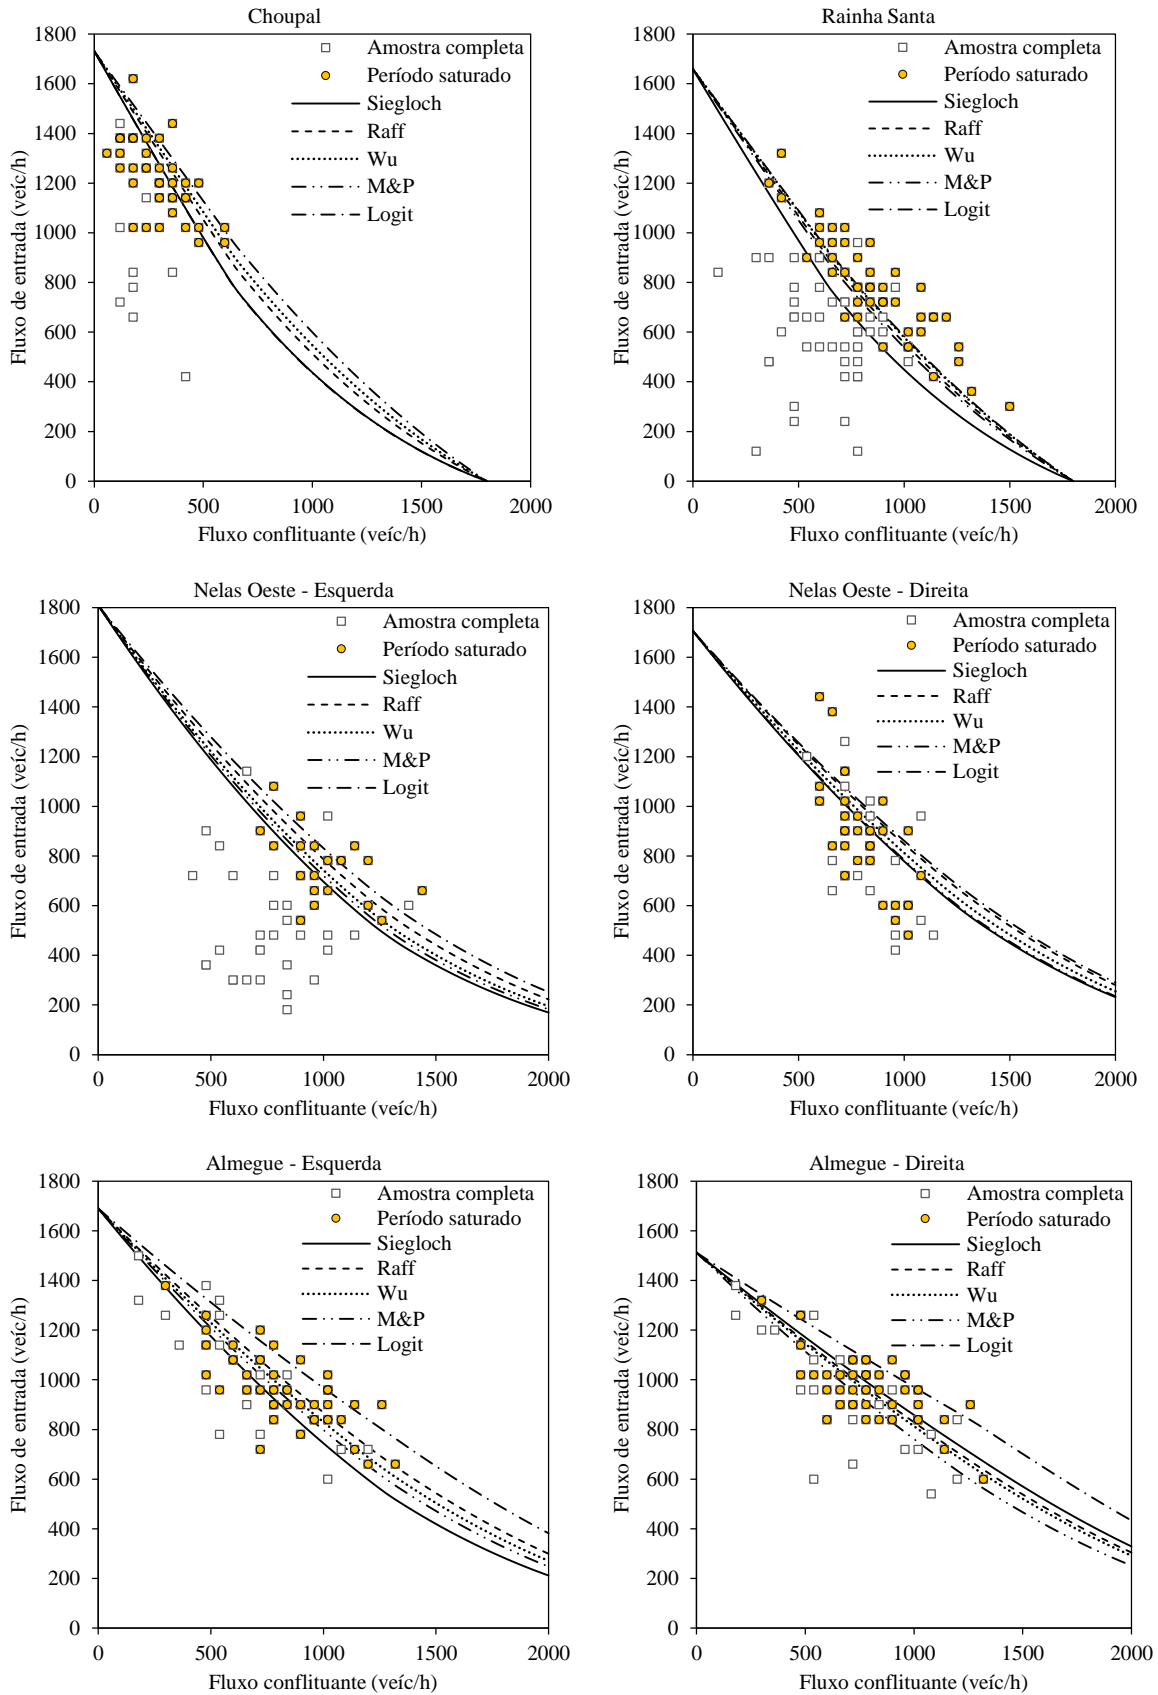 Choupal
1800
1600
1400
1200
1000
800
600
400
200
0
0
500
1000
1500
2000
Fluxo de entrada (veíc/h)
Fluxo conflituante (veíc/h)
Amostra completa
Período saturado
Siegloch
Raff
Wu
M&P
Logit
Rainha Santa
1800
1600
1400
1200
1000
800
600
400
200
0
0
500
1000
1500
2000
Fluxo de entrada (veíc/h)
Fluxo conflituante (veíc/h)
Amostra completa
Período saturado
Siegloch
Raff
Wu
M&P
Logit
Nelas Oeste - Esquerda
1800
1600
1400
1200
1000
800
600
400
200
0
0
500
1000
1500
2000
Fluxo de entrada (veíc/h)
Fluxo conflituante (veíc/h)
Amostra completa
Período saturado
Siegloch
Raff
Wu
M&P
Logit
Nelas Oeste - Direita
1800
1600
1400
1200
1000
800
600
400
200
0
0
500
1000
1500
2000
Fluxo de entrada (veíc/h)
Fluxo conflituante (veíc/h)
Amostra completa
Período saturado
Siegloch
Raff
Wu
M&P
Logit
Almegue - Esquerda
1800
1600
1400
1200
1000
800
600
400
200
0
0
500
1000
1500
2000
Fluxo de entrada (veíc/h)
Fluxo conflituante (veíc/h)
Amostra completa
Período saturado
Siegloch
Raff
Wu
M&P
Logit
Almegue - Direita
1800
1600
1400
1200
1000
800
600
400
200
0
0
500
1000
1500
2000
Fluxo de entrada (veíc/h)
Fluxo conflituante (veíc/h)
Amostra completa
Período saturado
Siegloch
Raff
Wu
M&P
Logit